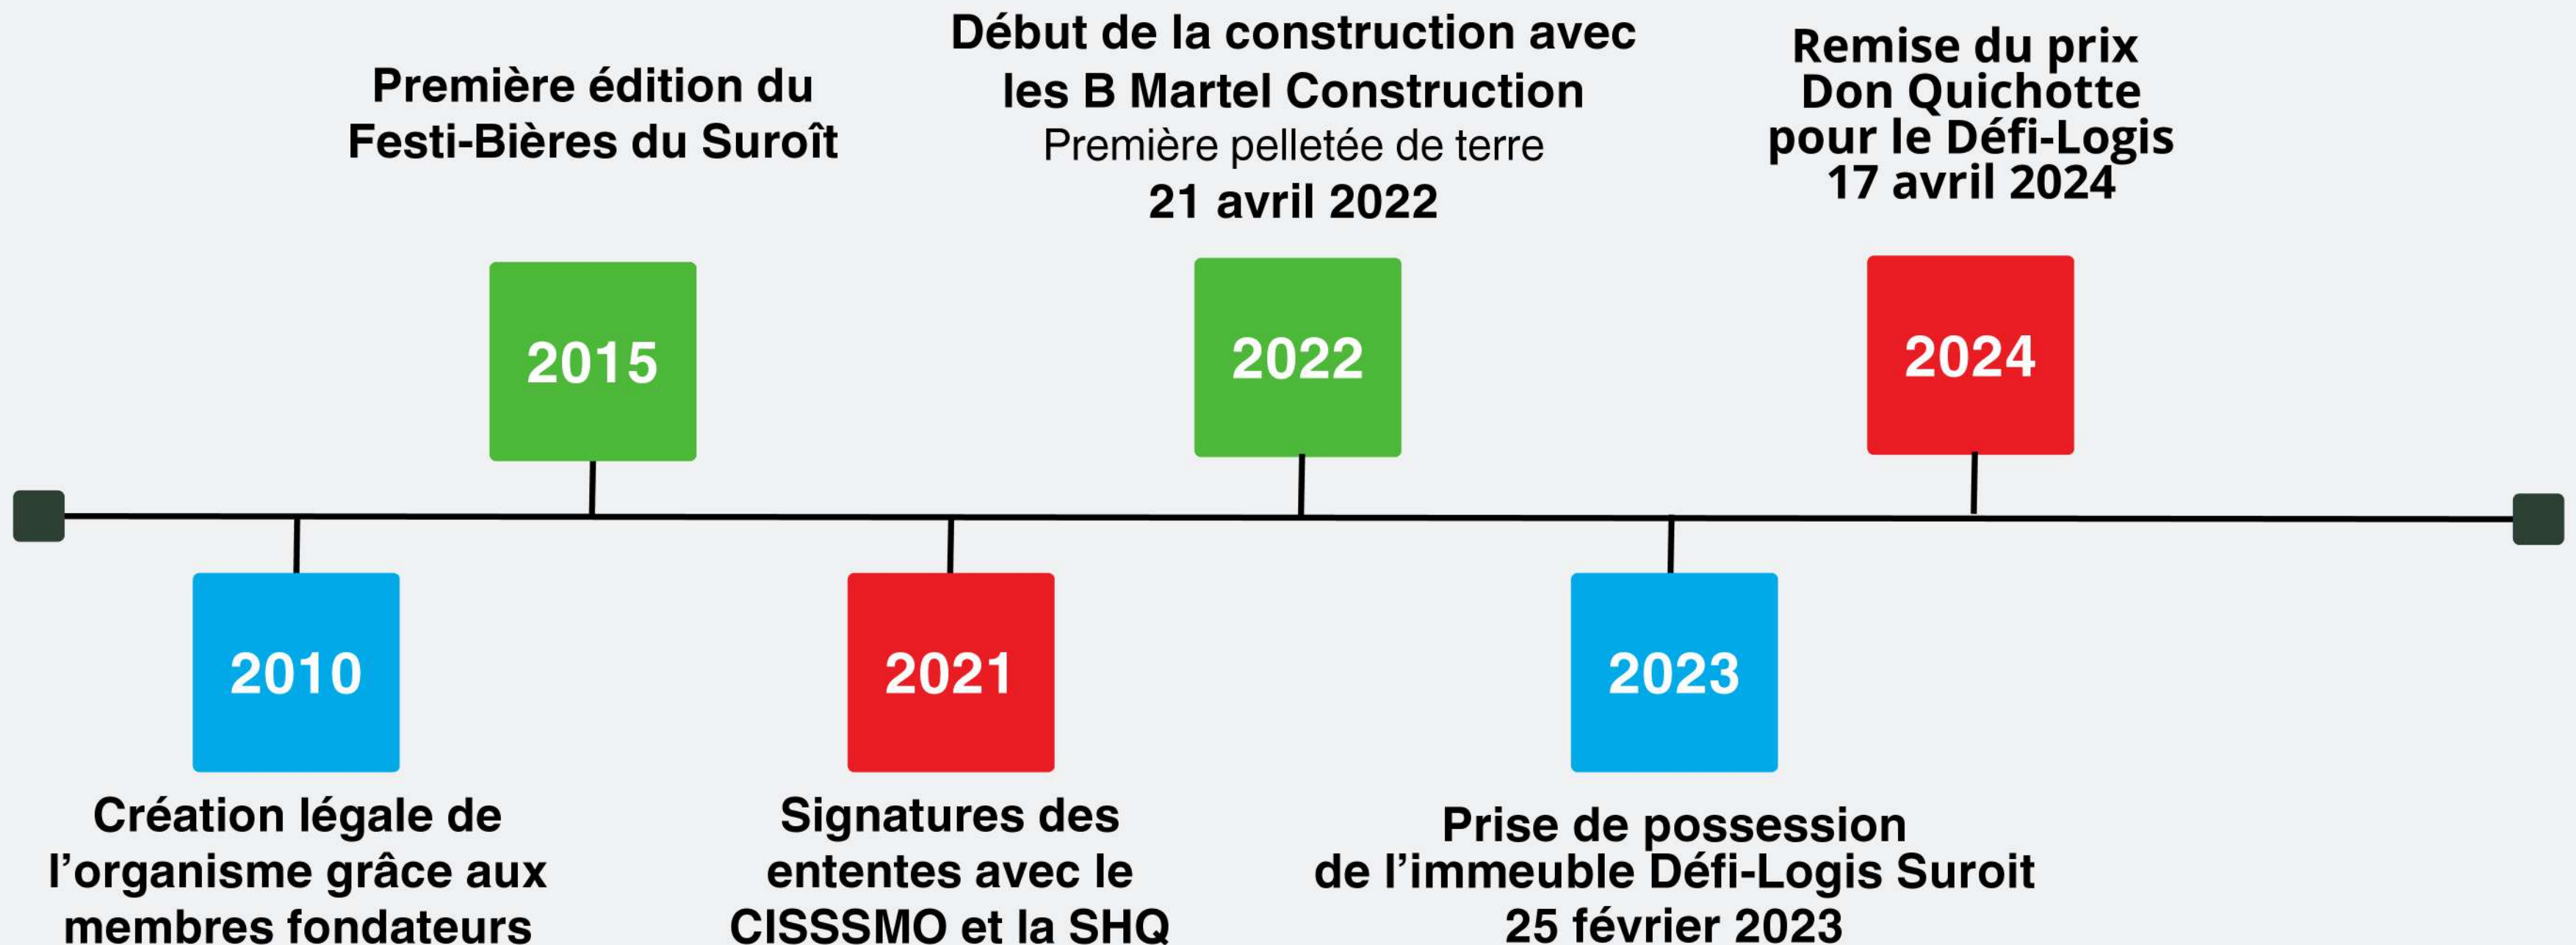 Première édition du
Festi-Bières du Suroît
2015
Début de la construction avec
les B Martel Construction
Première pelletée de terre
21 avril 2022
2022
Remise du prix
Don Quichotte
pour le Défi-Logis
17 avril 2024
2024
2010
Création légale de
l’organisme grâce aux
membres fondateurs
2021
Signatures des
ententes avec le
CISSSMO et la SHQ
2023
Prise de possession
de l’immeuble Défi-Logis Suroit
25 février 2023